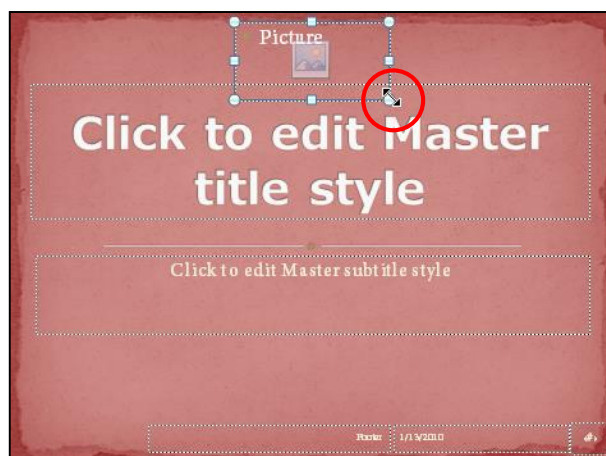 Picture
Click to edit Master
title style
Click to edit Master subtitle style
Footer
1/13/2010